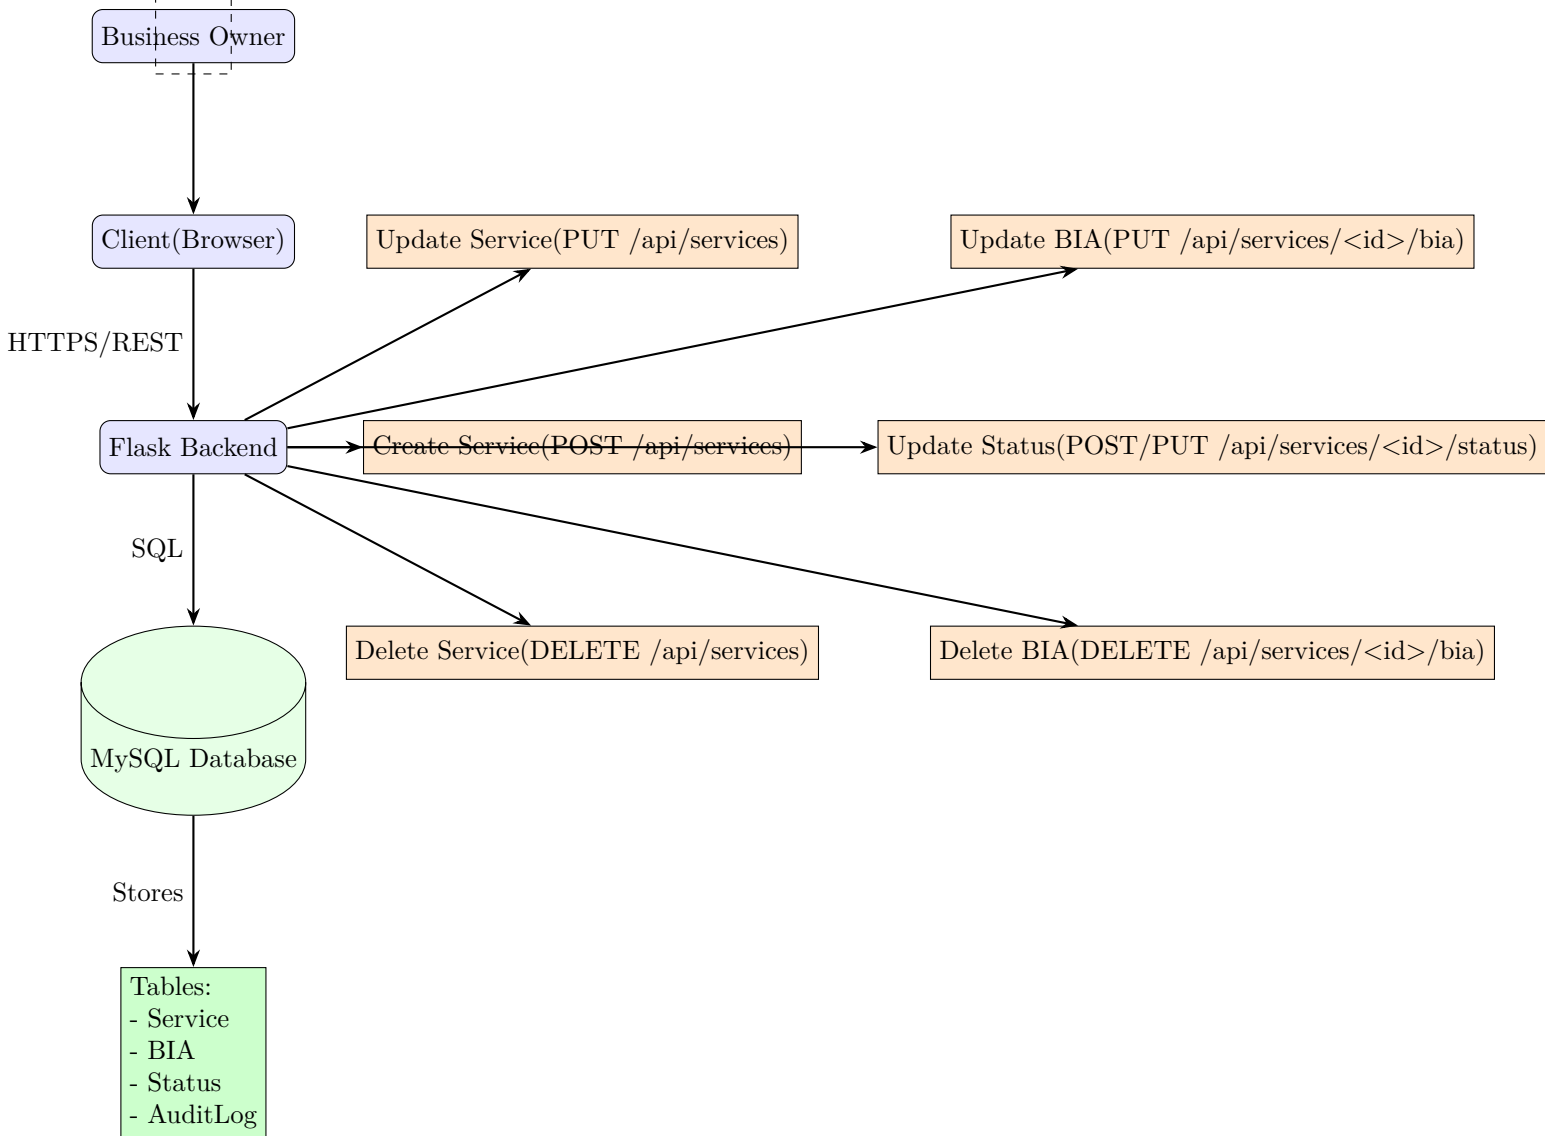 Business Owner
Client(Browser)
Update Service(PUT /api/services)
Update BIA(PUT /api/services/<id>/bia)
HTTPS/REST
Flask Backend
Create Service(POST /api/services)
Update Status(POST/PUT /api/services/<id>/status)
SQL
Delete Service(DELETE /api/services)
Delete BIA(DELETE /api/services/<id>/bia)
MySQL Database
Stores
Tables:
- Service
- BIA
- Status
- AuditLog